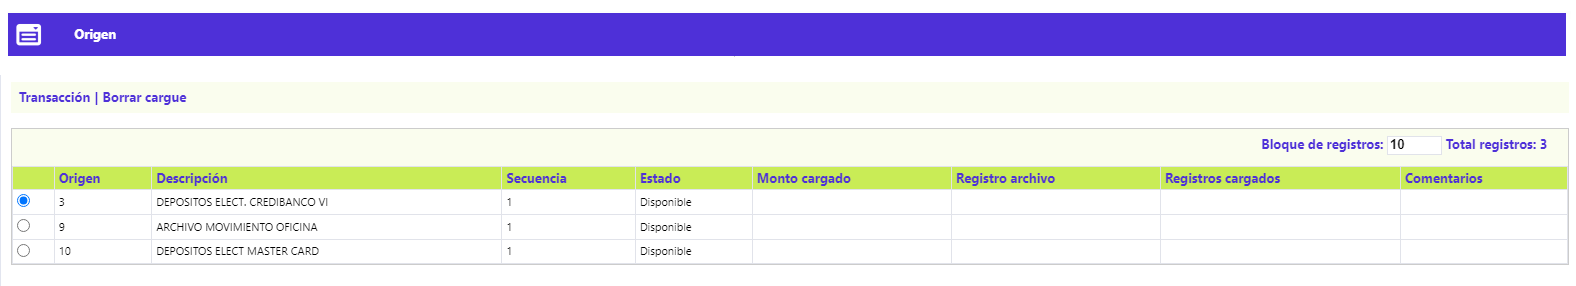 Origen
Transacción | Borrar cargue
Bloque de registros: 10 Total registros: 3
Origen Descripción Secuencia Estado Monto cargado Registro archivo Registros cargados Comentarios
3 DEPOSITOS ELECT. CREDIBANCO VI 1 Disponible
9 ARCHIVO MOVIMIENTO OFICINA 1 Disponible
10 DEPOSITOS ELECT MASTER CARD 1 Disponible